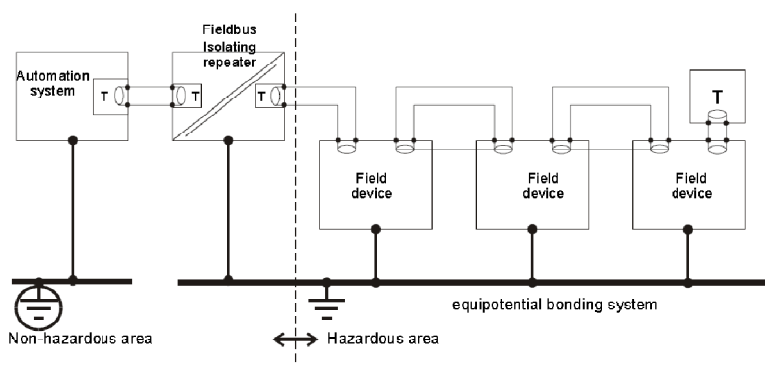 Fieldbus
Isolating
repeater
Automation
system
T
T
T
T
Field
device
Field
device
Field
device
equipotential bonding system
Non-hazardous area
Hazardous area